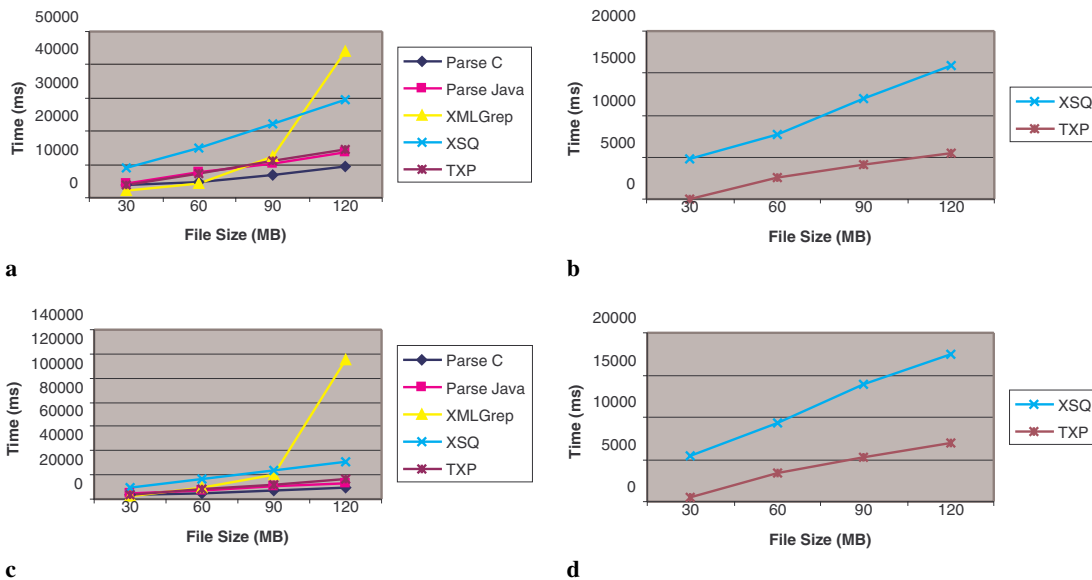 50000
40000
30000
20000
10000
0
Time (ms)
30 60 90 120
File Size (MB)
Parse C
Parse Java
XMLGrep
XSQ
TXP
a
20000
15000
10000
5000
0
Time (ms)
30 60 90 120
File Size (MB)
XSQ
TXP
b
140000
120000
100000
80000
60000
40000
20000
0
Time (ms)
30 60 90 120
File Size (MB)
Parse C
Parse Java
XMLGrep
XSQ
TXP
c
20000
15000
10000
5000
0
Time (ms)
30 60 90 120
File Size (MB)
XSQ
TXP
d